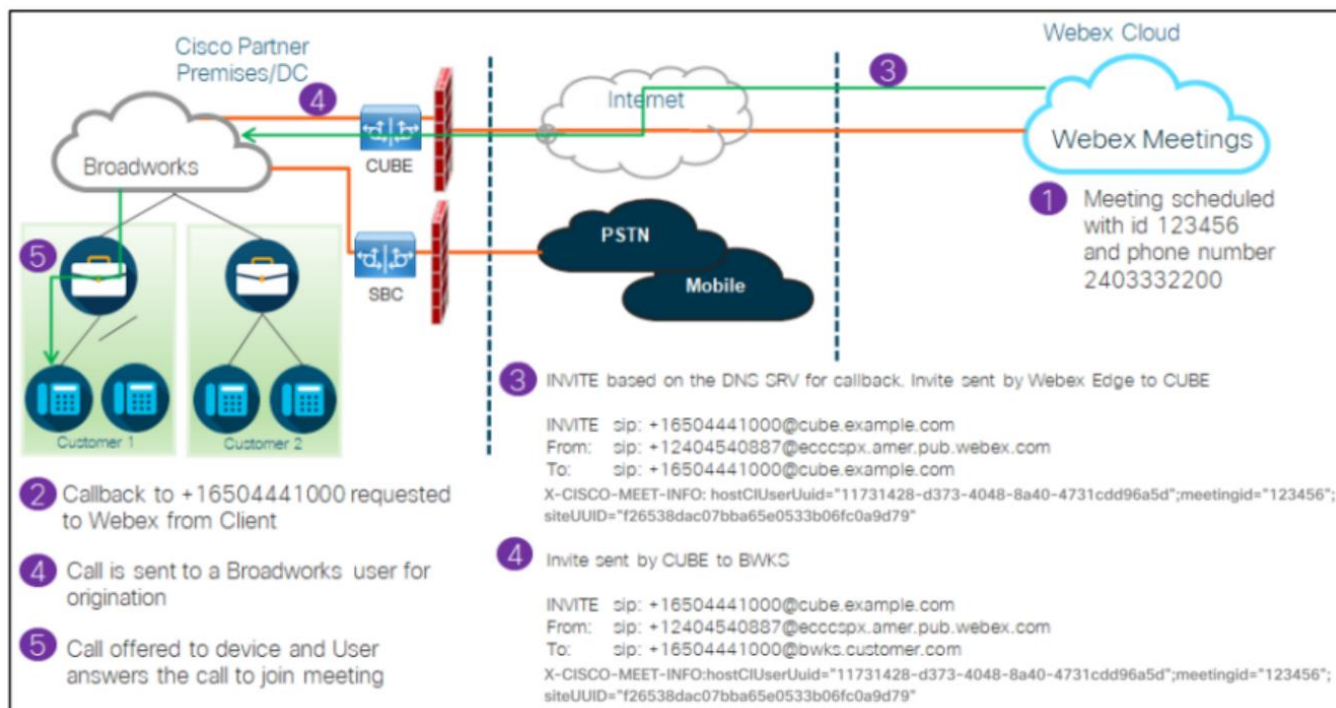 Cisco Partner
Premises/DC
Webex Cloud
4
3
Internet
Broadworks
CUBE
Webex Meetings
1 Meeting scheduled
with id 123456
and phone number
2403332200
5
SBC
PSTN
Mobile
Customer 1
Customer 2
2 Callback to +16504441000 requested
to Webex from Client
4 Call is sent to a Broadworks user for
origination
5 Call offered to device and User
answers the call to join meeting
3 INVITE based on the DNS SRV for callback. Invite sent by Webex Edge to CUBE
INVITE sip: +16504441000@cube.example.com
From: sip: +12404540887@ecccspx.amer.pub.webex.com
To: sip: +16504441000@cube.example.com
X-CISCO-MEET-INFO: hostCIUserUuid="11731428-d373-4048-8a40-4731cdd96a5d";meetingid="123456";
siteUUID="f26538dac07bba65e0533b06fc0a9d79"
4 Invite sent by CUBE to BWKS
INVITE sip: +16504441000@cube.example.com
From: sip: +12404540887@ecccspx.amer.pub.webex.com
To: sip: +16504441000@bwks.customer.com
X-CISCO-MEET-INFO:hostCIUserUuid="11731428-d373-4048-8a40-4731cdd96a5d";meetingid="123456";
siteUUID="f26538dac07bba65e0533b06fc0a9d79"